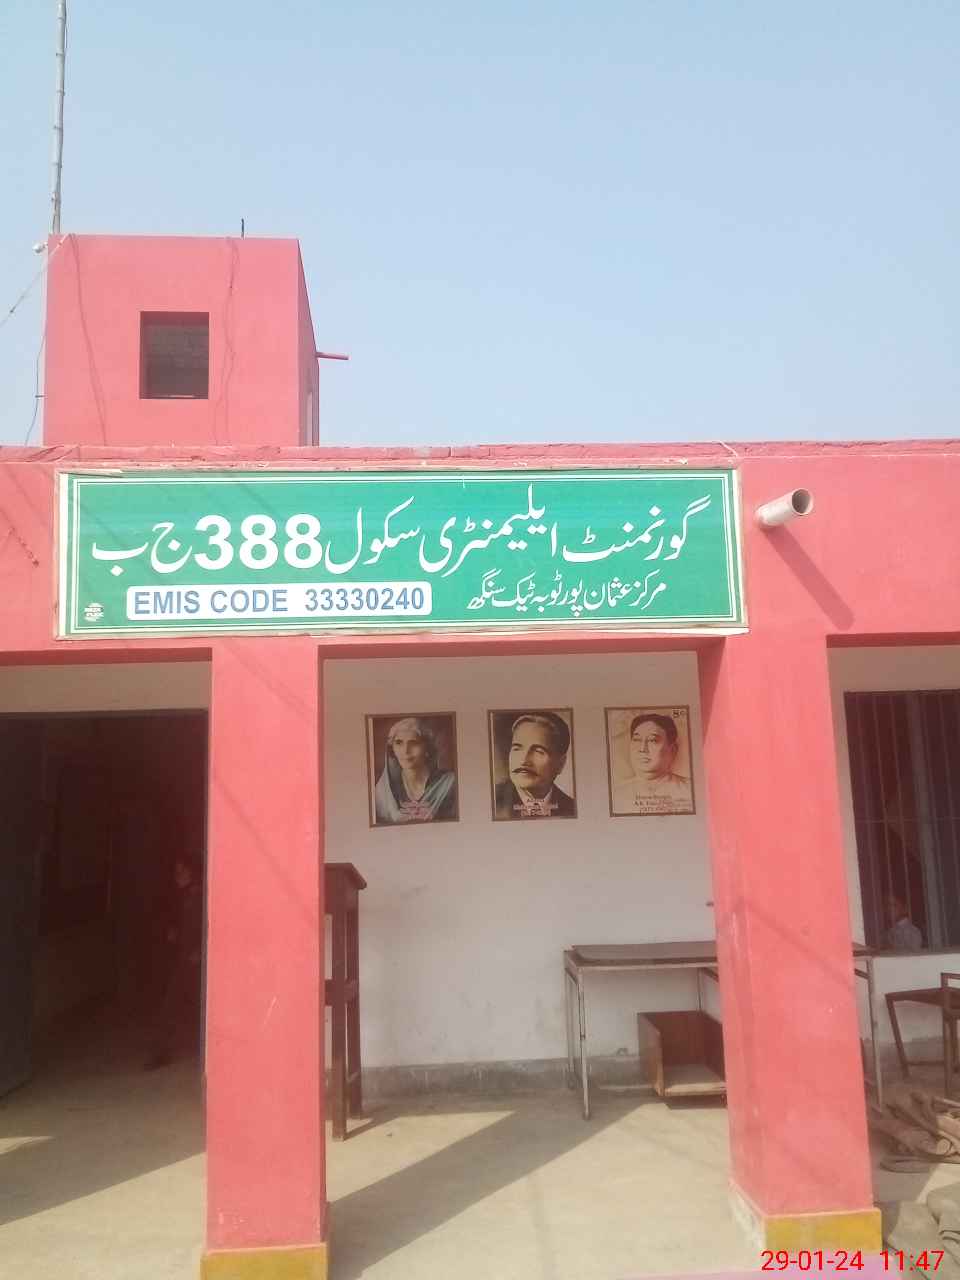 گورنمنٹ ایلیمنٹری سکول 388 ج ب
مرکز عثمان پور ٹوبہ ٹیک سنگھ
EMIS CODE 33330240
29-01-24 11:47